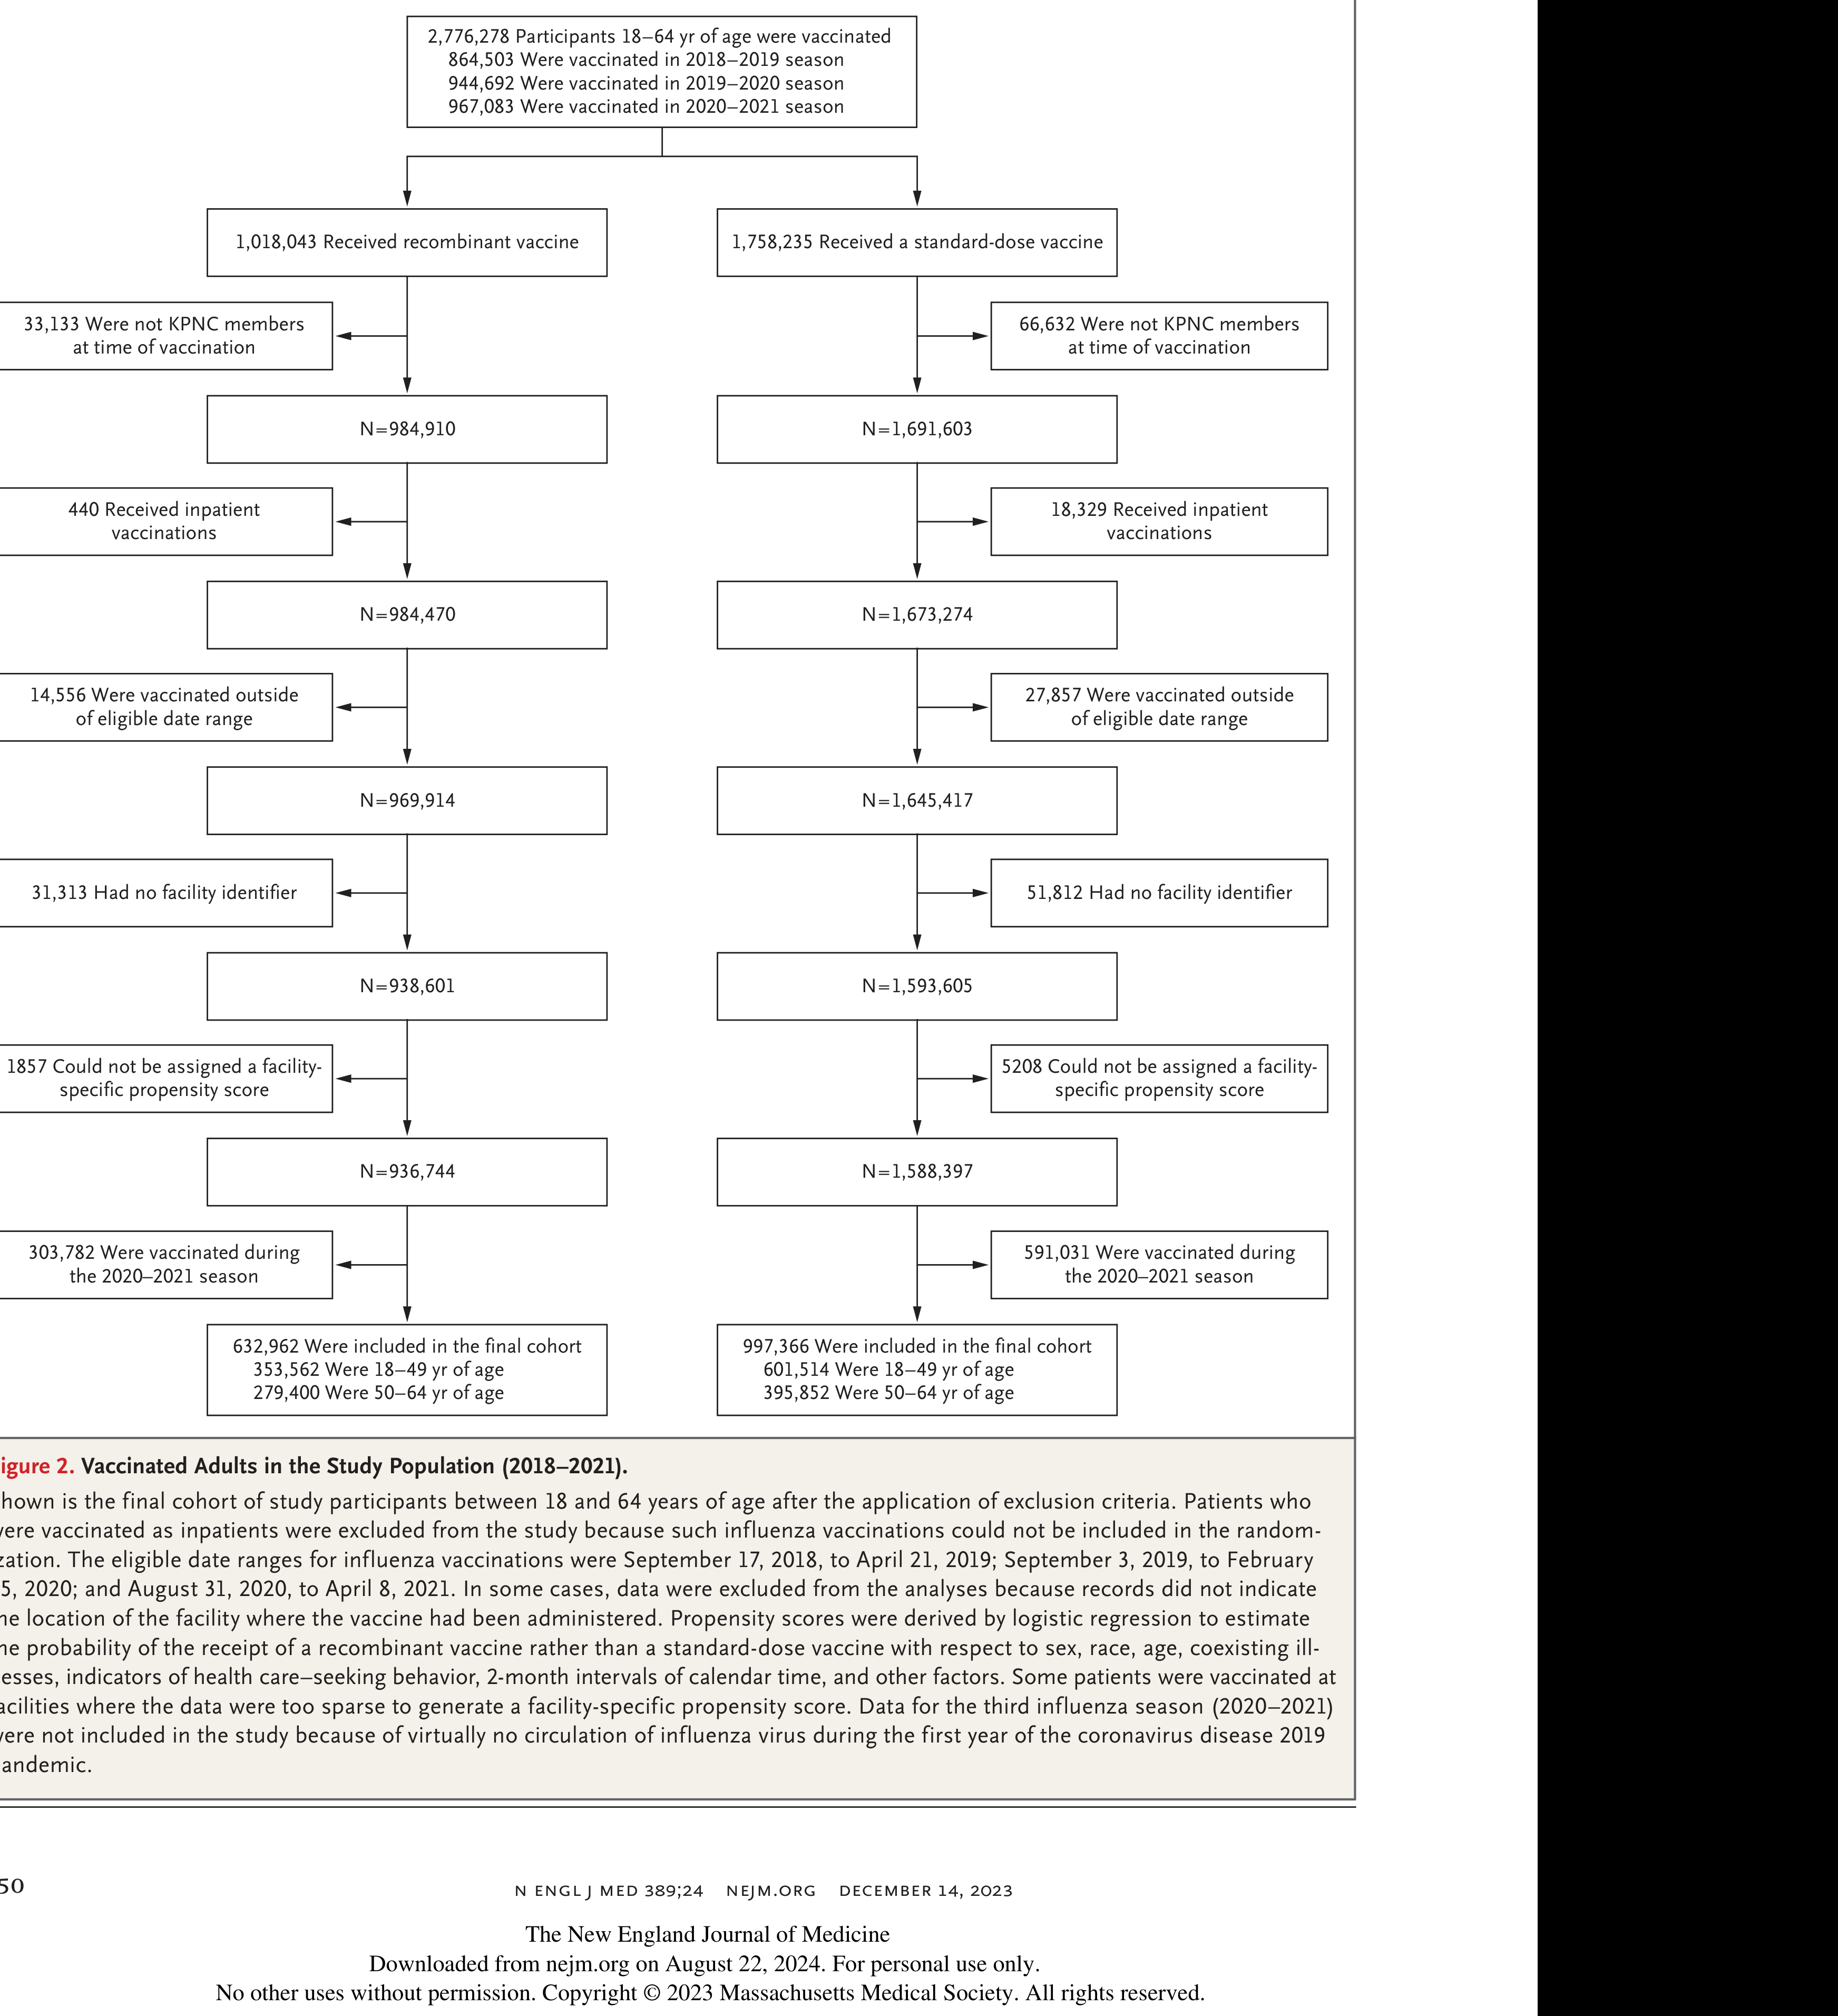 2,776,278 Participants 18–64 yr of age were vaccinated
864,503 Were vaccinated in 2018–2019 season
944,692 Were vaccinated in 2019–2020 season
967,083 Were vaccinated in 2020–2021 season
1,018,043 Received recombinant vaccine
1,758,235 Received a standard-dose vaccine
33,133 Were not KPNC members
at time of vaccination
66,632 Were not KPNC members
at time of vaccination
N=984,910
N=1,691,603
440 Received inpatient
vaccinations
18,329 Received inpatient
vaccinations
N=984,470
N=1,673,274
14,556 Were vaccinated outside
of eligible date range
27,857 Were vaccinated outside
of eligible date range
N=969,914
N=1,645,417
31,313 Had no facility identifier
51,812 Had no facility identifier
N=938,601
N=1,593,605
1857 Could not be assigned a facility-
specific propensity score
5208 Could not be assigned a facility-
specific propensity score
N=936,744
N=1,588,397
303,782 Were vaccinated during
the 2020–2021 season
591,031 Were vaccinated during
the 2020–2021 season
632,962 Were included in the final cohort
353,562 Were 18–49 yr of age
279,400 Were 50–64 yr of age
997,366 Were included in the final cohort
601,514 Were 18–49 yr of age
395,852 Were 50–64 yr of age
igure 2. Vaccinated Adults in the Study Population (2018–2021).
hown is the final cohort of study participants between 18 and 64 years of age after the application of exclusion criteria. Patients who
ere vaccinated as inpatients were excluded from the study because such influenza vaccinations could not be included in the random-
zation. The eligible date ranges for influenza vaccinations were September 17, 2018, to April 21, 2019; September 3, 2019, to February
5, 2020; and August 31, 2020, to April 8, 2021. In some cases, data were excluded from the analyses because records did not indicate
he location of the facility where the vaccine had been administered. Propensity scores were derived by logistic regression to estimate
he probability of the receipt of a recombinant vaccine rather than a standard-dose vaccine with respect to sex, race, age, coexisting ill-
esses, indicators of health care–seeking behavior, 2-month intervals of calendar time, and other factors. Some patients were vaccinated at
acilities where the data were too sparse to generate a facility-specific propensity score. Data for the third influenza season (2020–2021)
ere not included in the study because of virtually no circulation of influenza virus during the first year of the coronavirus disease 2019
andemic.
50
N ENGL J MED 389;24 NEJM.ORG DECEMBER 14, 2023
The New England Journal of Medicine
Downloaded from nejm.org on August 22, 2024. For personal use only.
No other uses without permission. Copyright © 2023 Massachusetts Medical Society. All rights reserved.